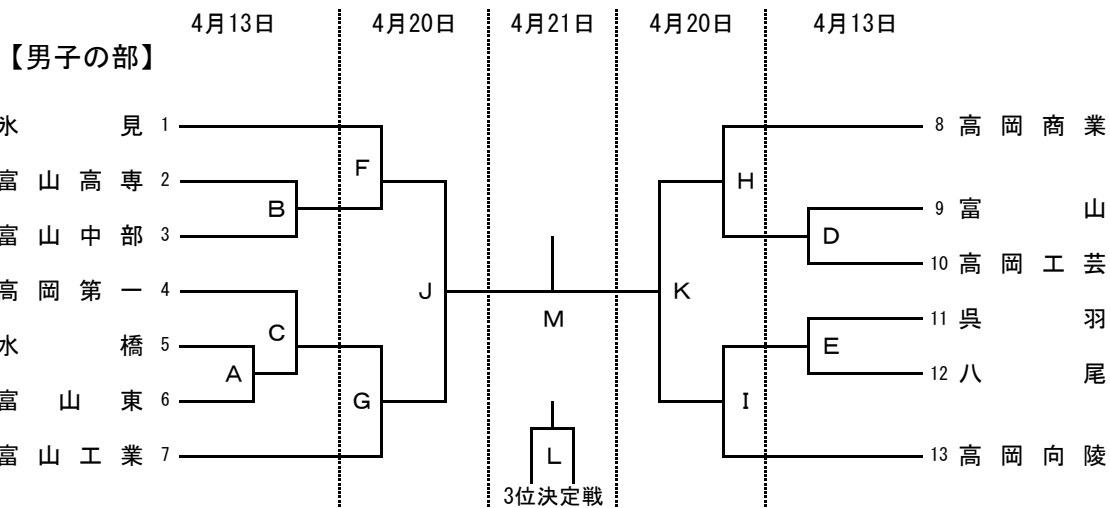 4月13日 4月20日 4月21日 4月20日 4月13日
【男子の部】
氷見 1
富山高専 2
富山中部 3
高岡第一 4
水橋 5
富山東 6
富山工業 7
F
B
J
C
A
G
M
L
3位決定戦
H
D
K
E
I
8 高岡商業
9 富山
10 高岡工芸
11 呉羽
12 八尾
13 高岡向陵